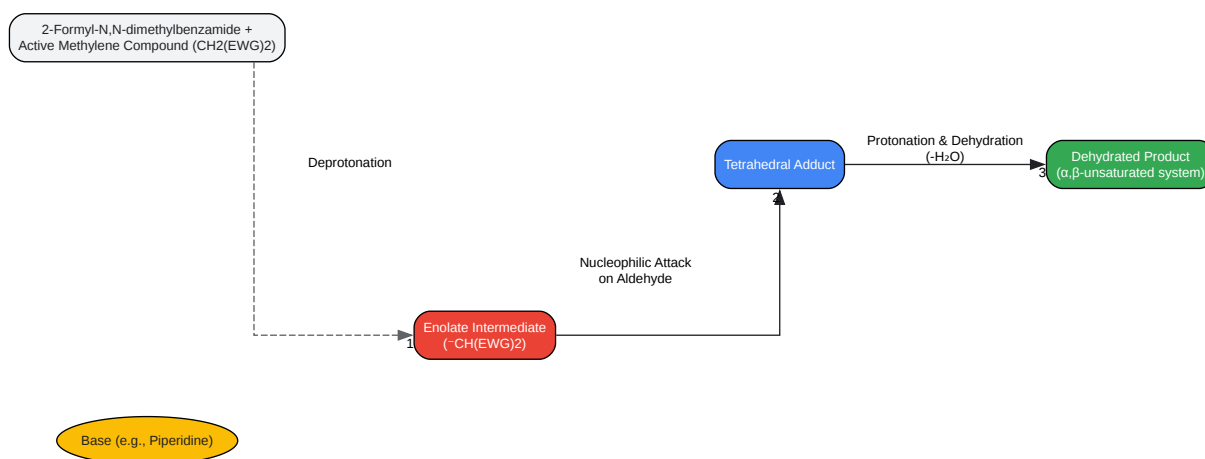 2-Formyl-N,N-dimethylbenzamide +
Active Methylene Compound (CH2(EWG)2)
Deprotonation
Protonation & Dehydration
(-H₂O)
Tetrahedral Adduct
Dehydrated Product
(α,β-unsaturated system)
3
2
Nucleophilic Attack
on Aldehyde
Enolate Intermediate
(⁻CH(EWG)2)
1
Base (e.g., Piperidine)